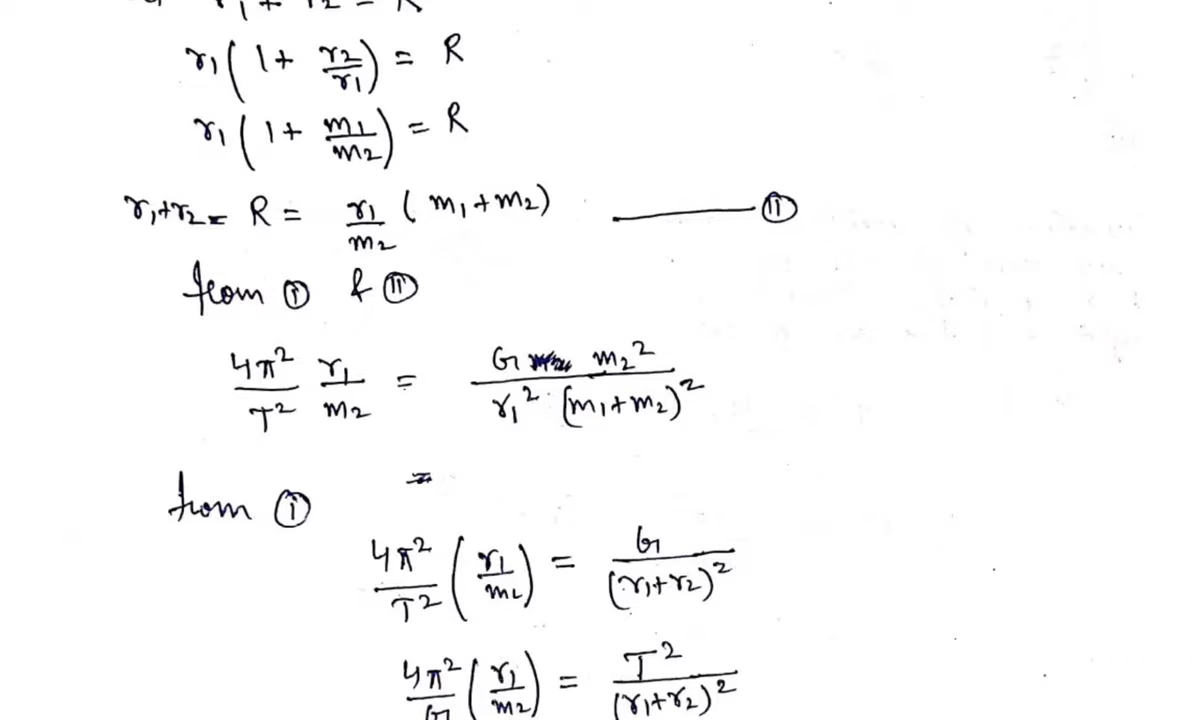 r₁ + r₂ = R
r₁(1 + r₂/r₁) = R
r₁(1 + m₁/m₂) = R
r₁+r₂ = R = r₁/m₂ (m₁+m₂) ——— Ⅱ
from Ⓘ & Ⅱ
4π²/T² r₁/m₂ = G m₂²/r₁² (m₁+m₂)²
=
from Ⓘ
4π²/T² (r₁/m₂) = G/(r₁+r₂)²
4π²/G (r₁/m₂) = T²/(r₁+r₂)²